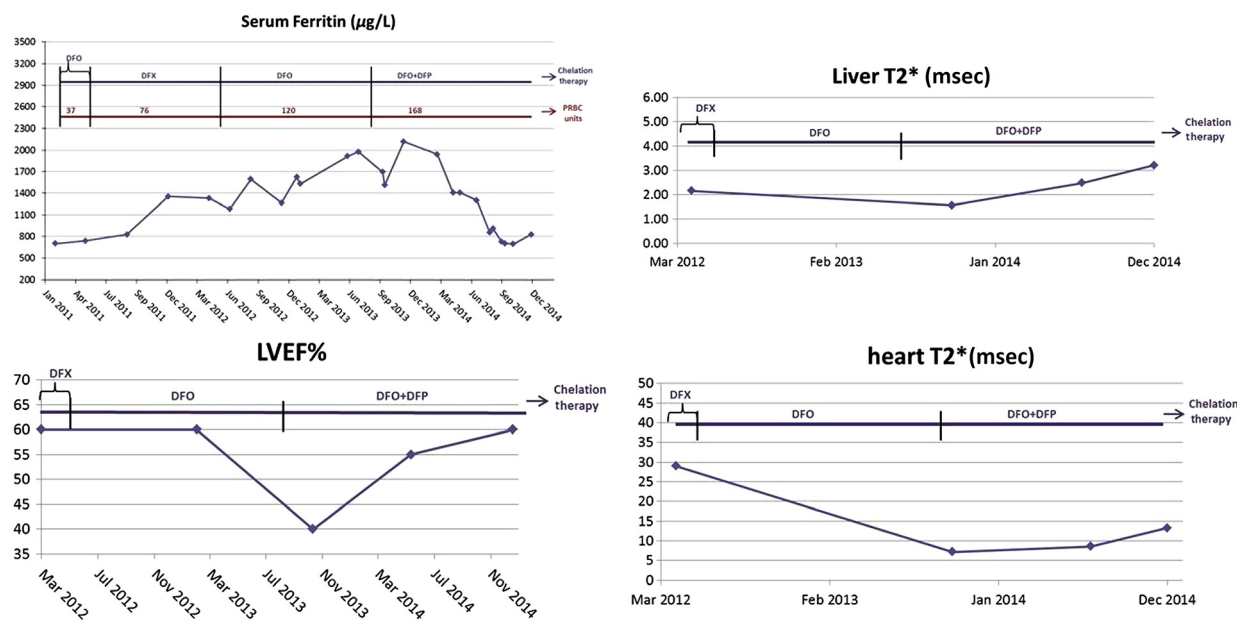 Serum Ferritin (µg/L)
3500
3200
2900
2600
2300
2000
1700
1400
1100
800
500
200
DFO
DFX
DFO
DFO+DFP
Chelation
therapy
37
76
120
168
PRBC
units
Jan 2011
Apr 2011
Jul 2011
Sep 2011
Dec 2011
Mar 2012
Jun 2012
Sep 2012
Dec 2012
Mar 2013
Jun 2013
Sep 2013
Dec 2013
Mar 2014
Jun 2014
Sep 2014
Dec 2014
Liver T2* (msec)
6.00
5.00
4.00
3.00
2.00
1.00
0.00
DFX
DFO
DFO+DFP
Chelation
therapy
Mar 2012
Feb 2013
Jan 2014
Dec 2014
LVEF%
70
65
60
55
50
45
40
35
DFX
DFO
DFO+DFP
Chelation
therapy
Mar 2012
Jul 2012
Nov 2012
Mar 2013
Jul 2013
Nov 2013
Mar 2014
Jul 2014
Nov 2014
heart T2*(msec)
50
45
40
35
30
25
20
15
10
5
0
DFX
DFO
DFO+DFP
Chelation
therapy
Mar 2012
Feb 2013
Jan 2014
Dec 2014